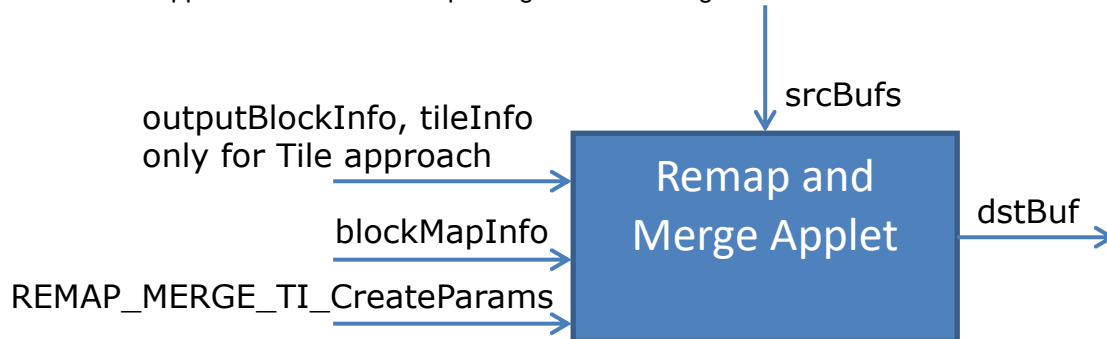 srcBufs
outputBlockInfo, tileInfo
only for Tile approach
Remap and
Merge Applet
dstBuf
blockMapInfo
REMAP_MERGE_TI_CreateParams